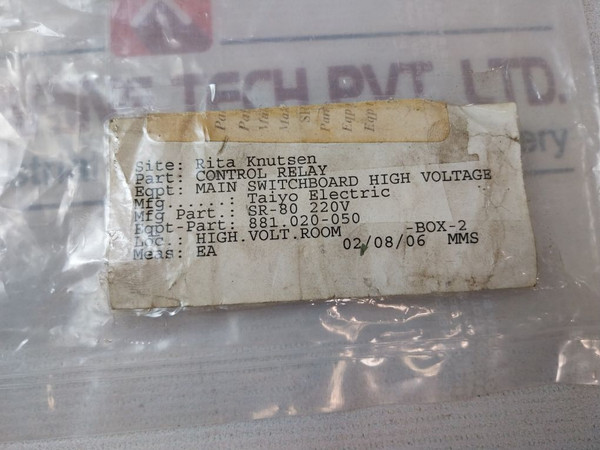 TECH PVT. LTD.
Site: Rita Knutsen
Part: CONTROL RELAY
Eqpt: MAIN SWITCHBOARD HIGH VOLTAGE
Mfg.......: Taiyo Electric
Mfg Part.: SR-80 220V
Eqpt-Part: 881.020-050
Loc.: HIGH.VOLT.ROOM -BOX-2
Meas: EA 02/08/06 MMS